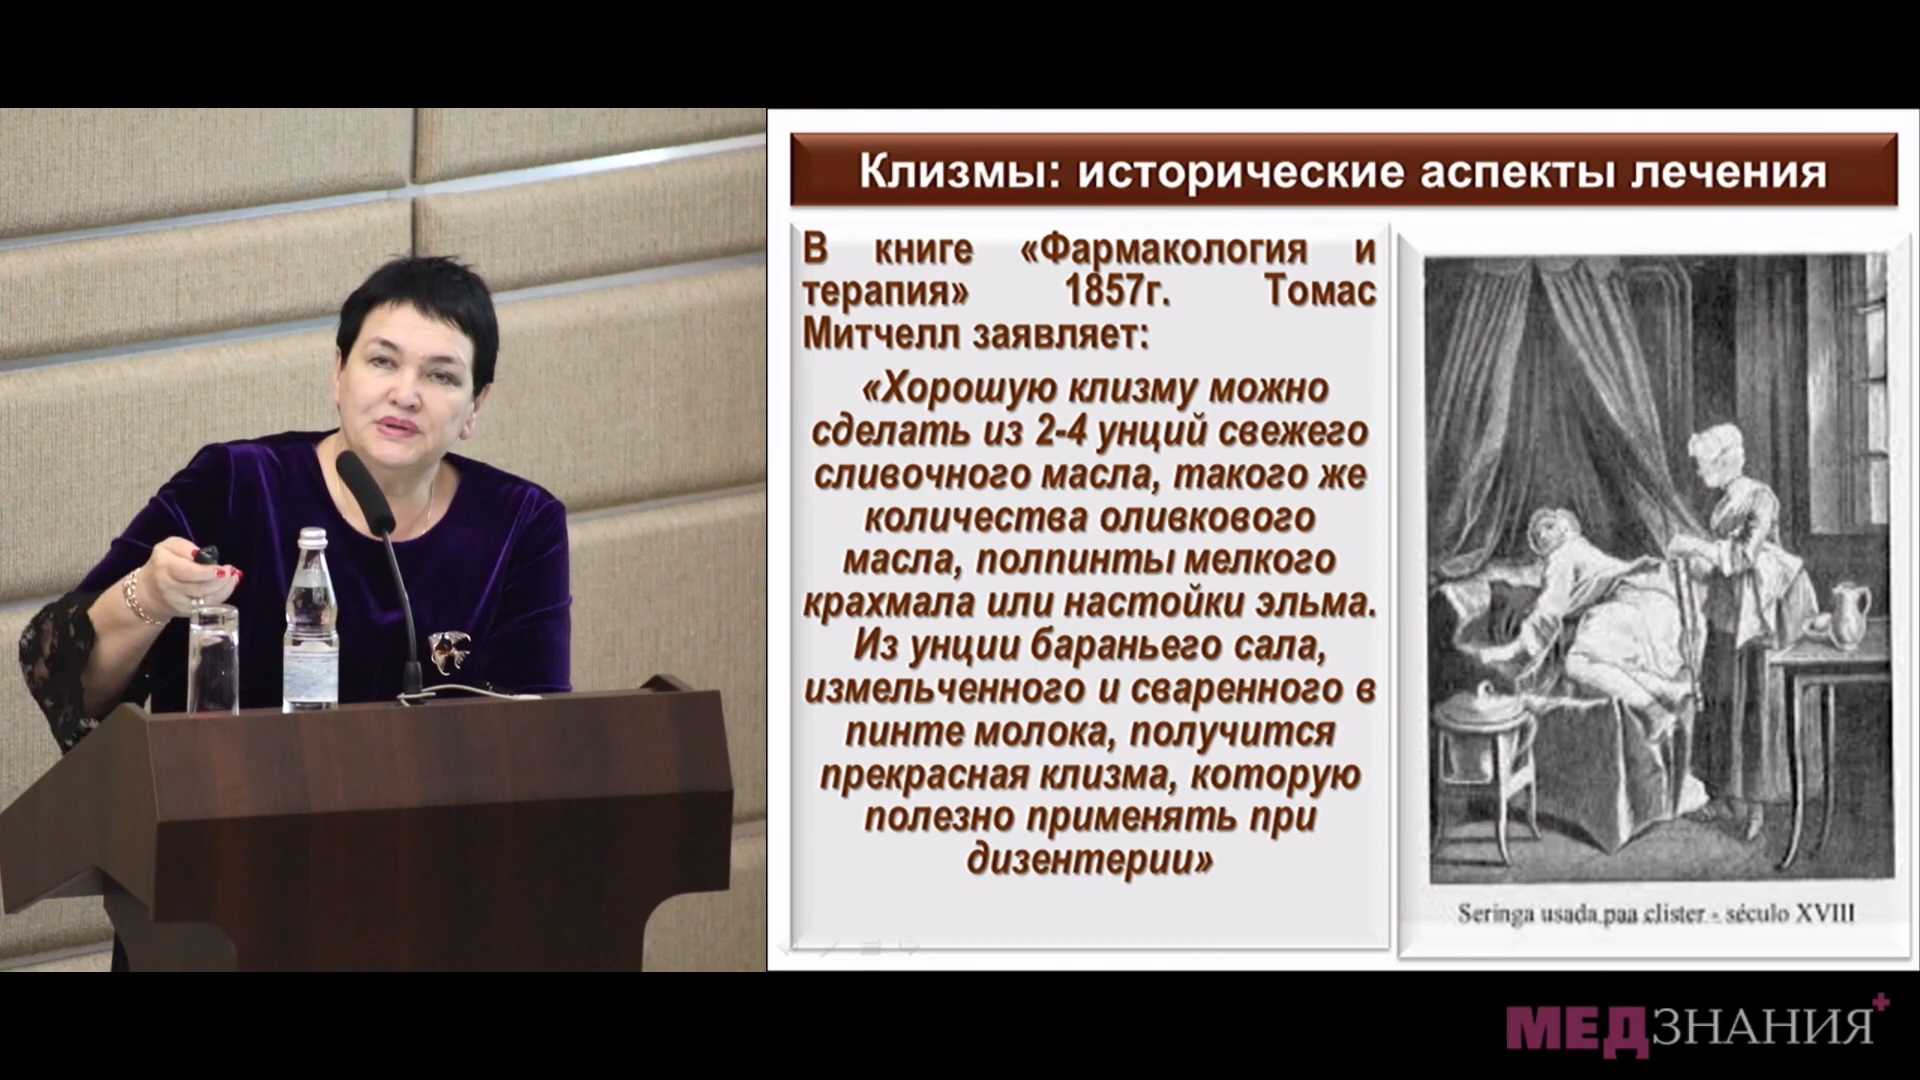 Клизмы: исторические аспекты лечения
В книге «Фармакология и
терапия» 1857г. Томас
Митчелл заявляет:
«Хорошую клизму можно
сделать из 2-4 унций свежего
сливочного масла, такого же
количества оливкового
масла, полпинты мелкого
крахмала или настойки эльма.
Из унции бараньего сала,
измельченного и сваренного в
пинте молока, получится
прекрасная клизма, которую
полезно применять при
дизентерии»
Seringa usada paa clister - século XVIII
МЕДЗНАНИЯ+